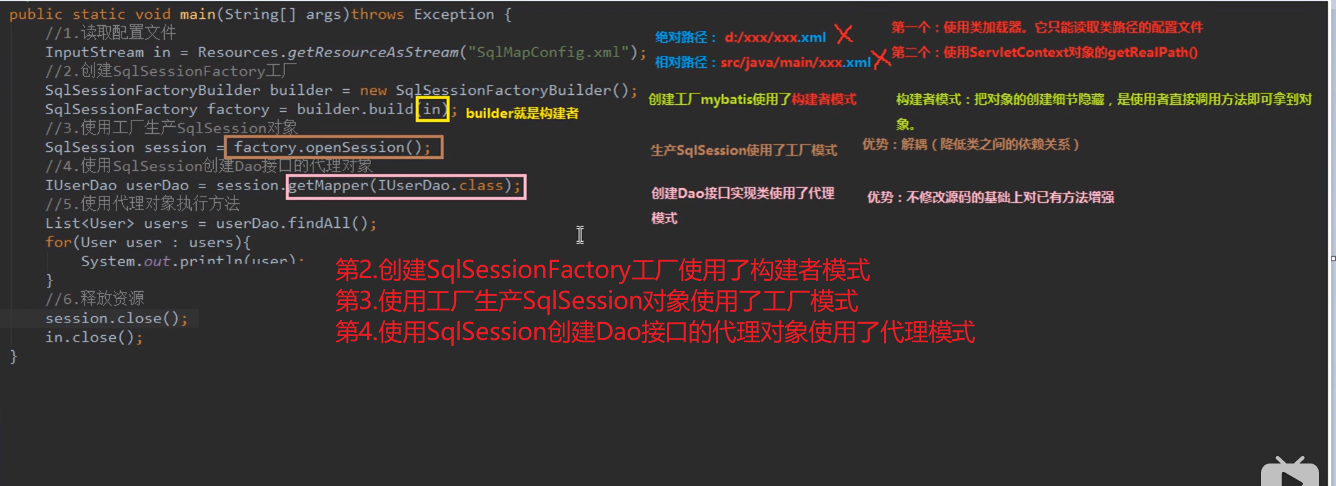 public static void main(String[] args)throws Exception {
//1.读取配置文件
InputStream in = Resources.getResourceAsStream("SqlMapConfig.xml");
//2.创建SqlSessionFactory工厂
SqlSessionFactoryBuilder builder = new SqlSessionFactoryBuilder();
SqlSessionFactory factory = builder.build(in);
//3.使用工厂生产SqlSession对象
SqlSession session = factory.openSession();
//4.使用SqlSession创建Dao接口的代理对象
IUserDao userDao = session.getMapper(IUserDao.class);
//5.使用代理对象执行方法
List<User> users = userDao.findAll();
for(User user : users){
System.out.println(user);
}
//6.释放资源
session.close();
in.close();
}
绝对路径： d:/xxx/xxx.xml
相对路径：src/java/main/xxx.xml
第一个：使用类加载器。它只能读取类路径的配置文件
第二个：使用ServletContext对象的getRealPath()
builder就是构建者
创建工厂mybatis使用了构建者模式
构建者模式：把对象的创建细节隐藏，是使用者直接调用方法即可拿到对
象。
生产SqlSession使用了工厂模式
优势：解耦（降低类之间的依赖关系）
创建Dao接口实现类使用了代理
模式
优势：不修改源码的基础上对已有方法增强
第2.创建SqlSessionFactory工厂使用了构建者模式
第3.使用工厂生产SqlSession对象使用了工厂模式
第4.使用SqlSession创建Dao接口的代理对象使用了代理模式